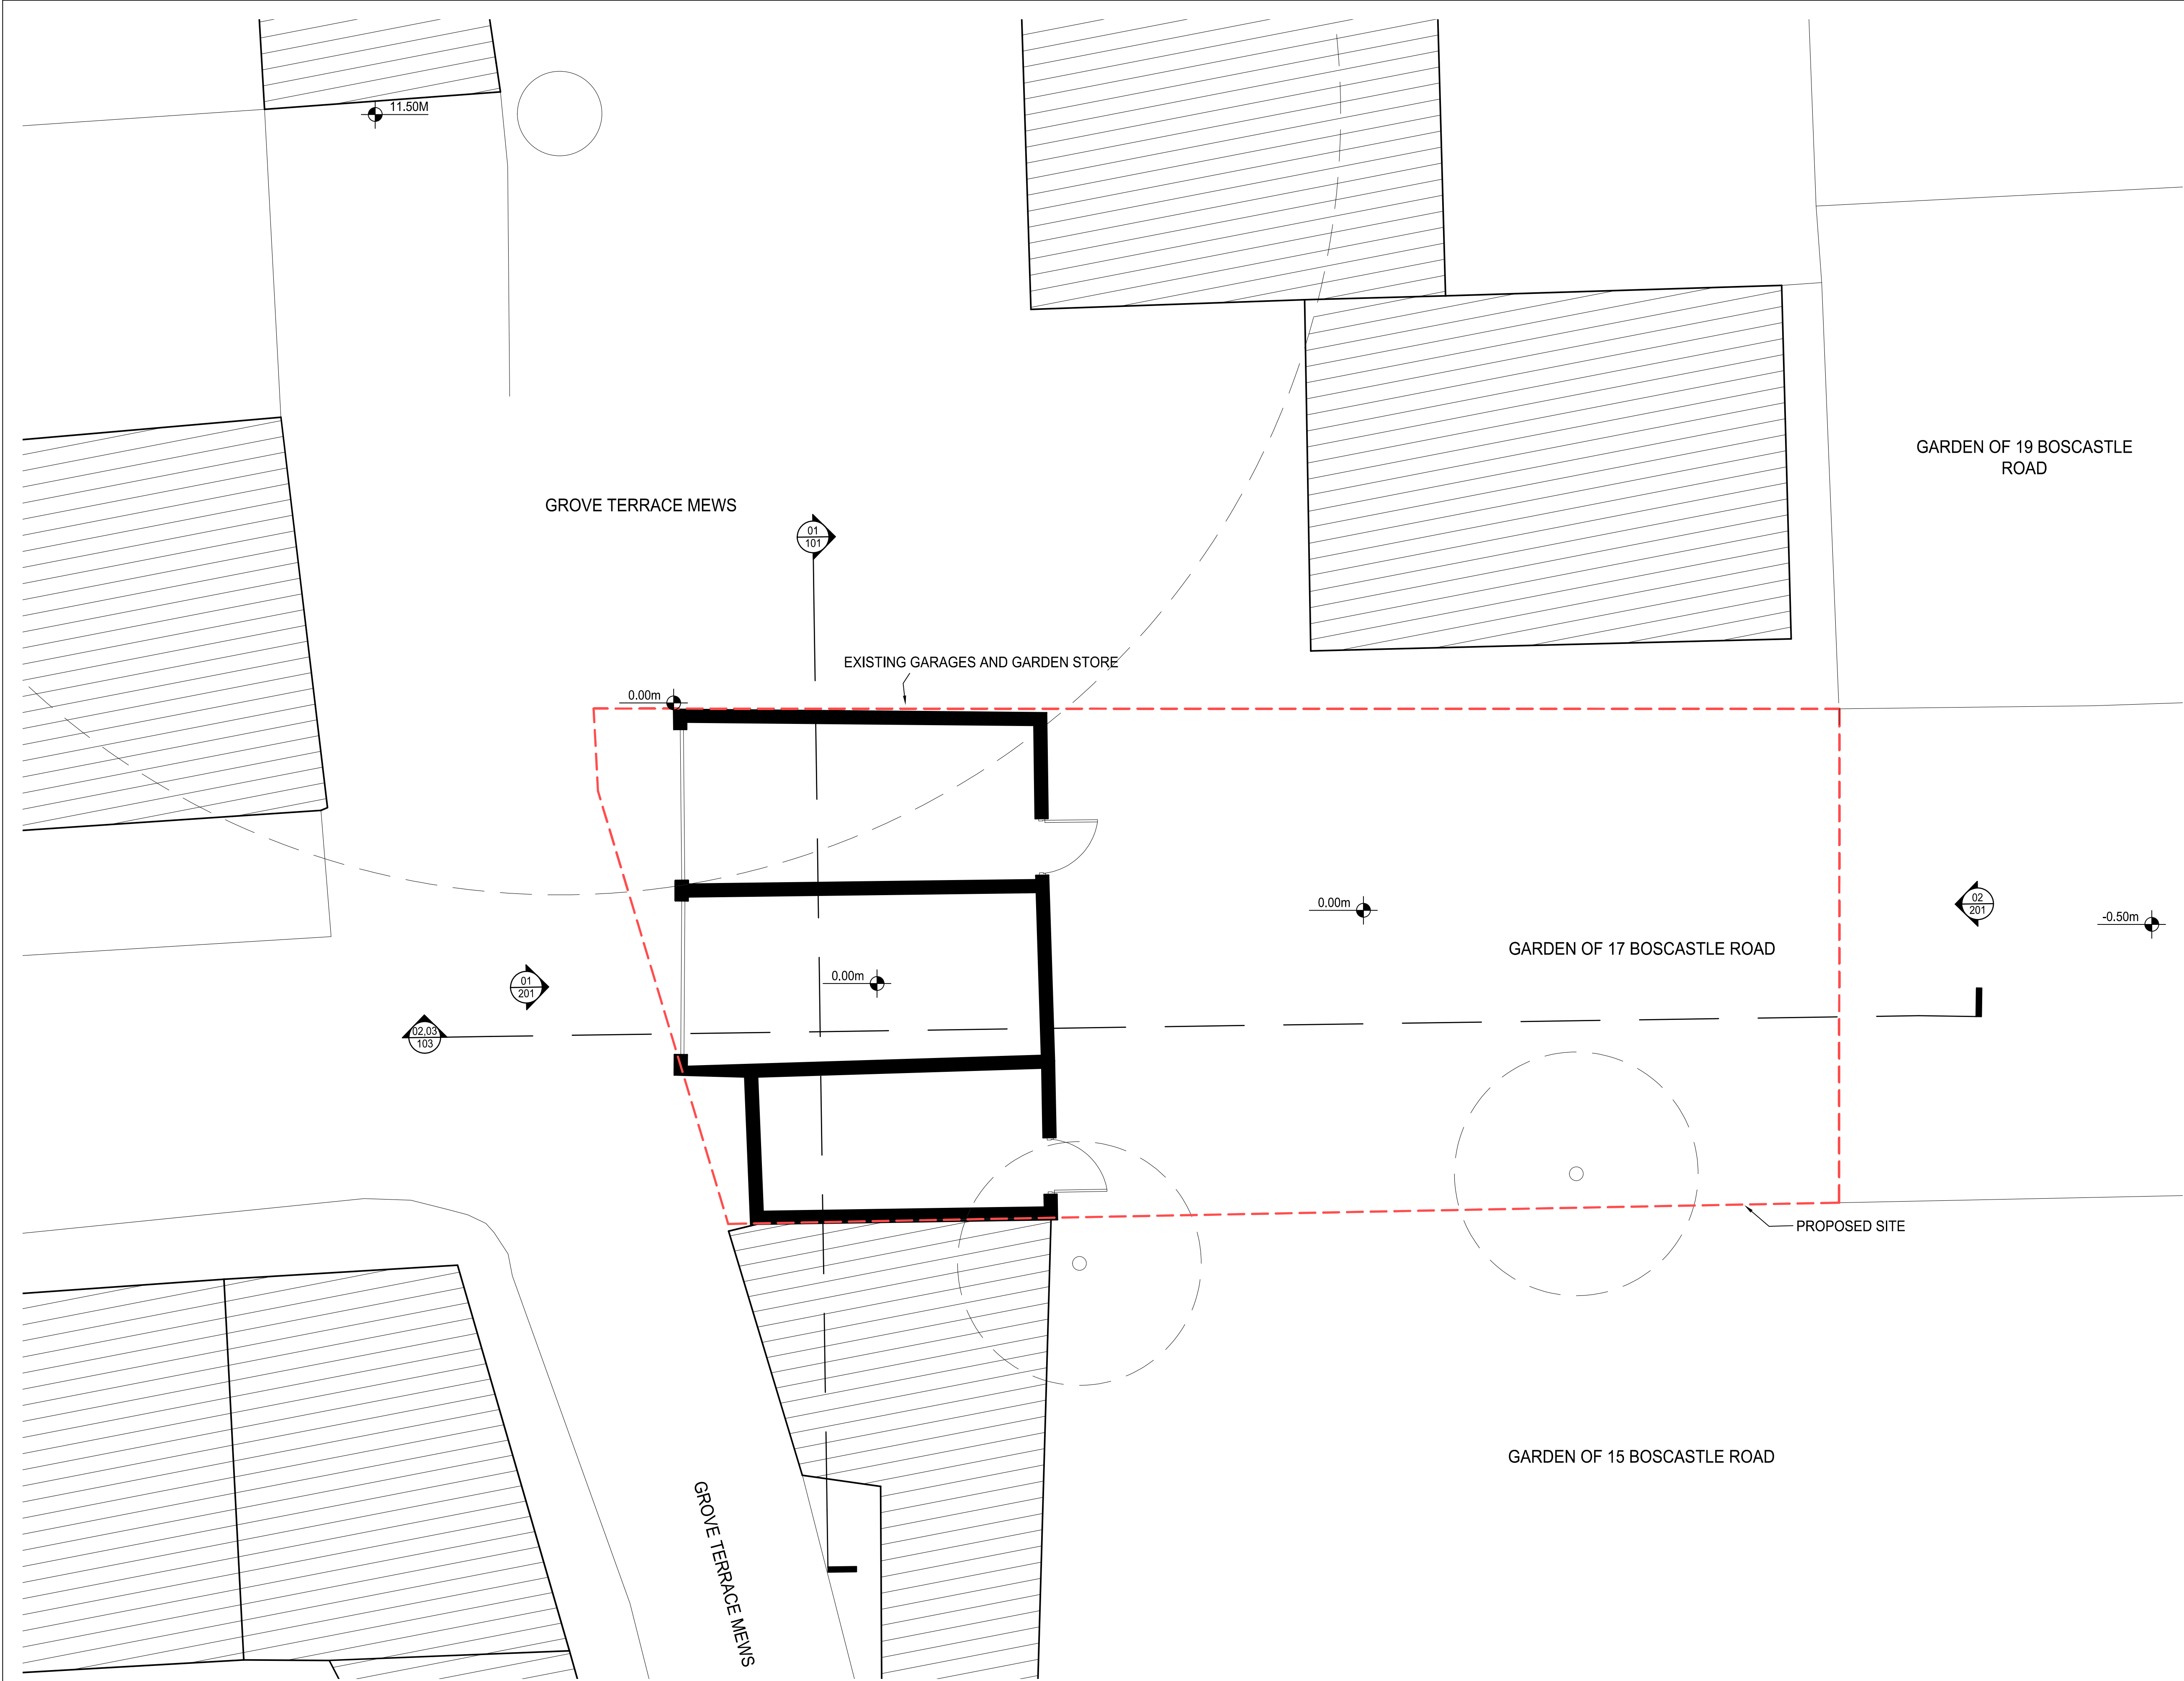 11.50M
GARDEN OF 19 BOSCASTLE
ROAD
GROVE TERRACE MEWS
01
101
EXISTING GARAGES AND GARDEN STORE
0.00m
0.00m
02
201
-0.50m
GARDEN OF 17 BOSCASTLE ROAD
0.00m
01
201
02,03
103
PROPOSED SITE
GARDEN OF 15 BOSCASTLE ROAD
GROVE TERRACE MEWS